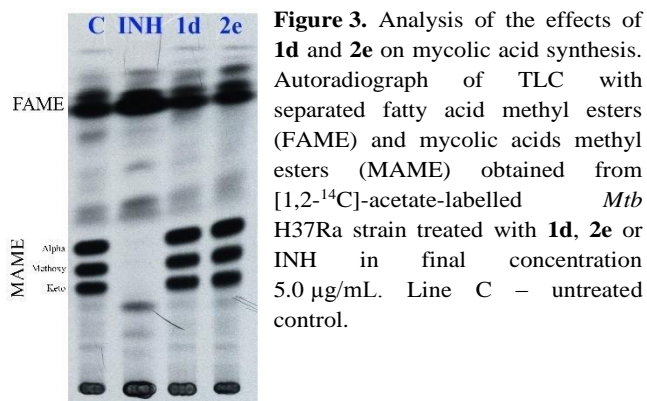 C INH 1d 2e
FAME
MAME
Alpha
Methoxy
Keto
Figure 3. Analysis of the effects of
1d and 2e on mycolic acid synthesis.
Autoradiograph of TLC with
separated fatty acid methyl esters
(FAME) and mycolic acids methyl
esters (MAME) obtained from
[1,2-¹⁴C]-acetate-labelled Mtb
H37Ra strain treated with 1d, 2e or
INH in final concentration
5.0 µg/mL. Line C – untreated
control.